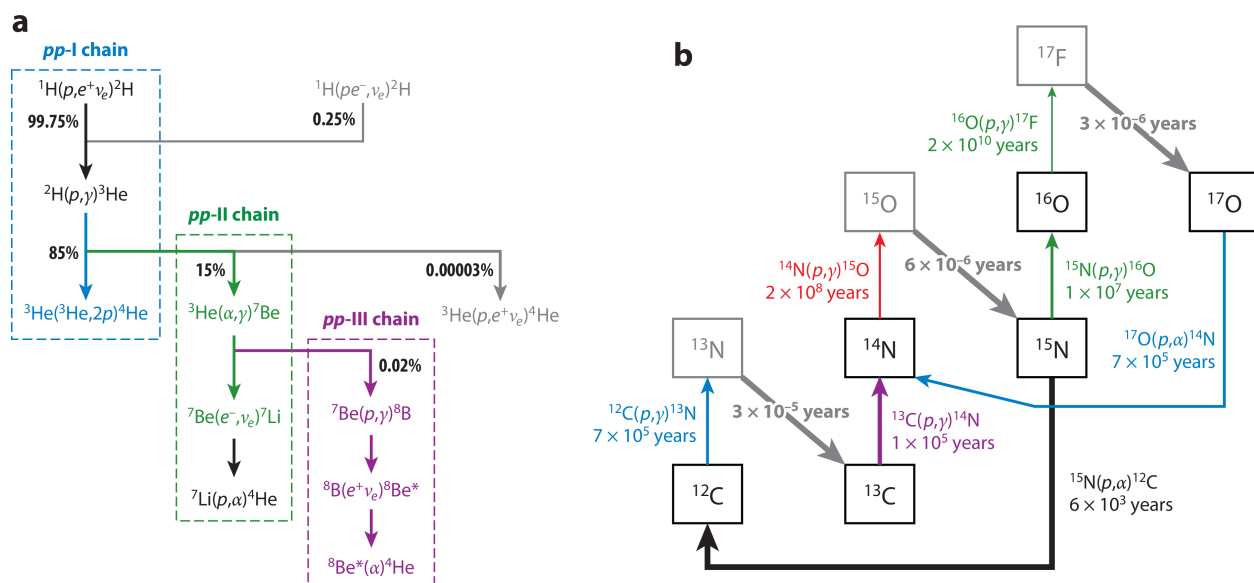 a
pp-I chain
¹H(p,e⁺νₑ)²H
¹H(pe⁻,νₑ)²H
99.75%
0.25%
²H(p,γ)³He
pp-II chain
85%
15%
0.00003%
³He(³He,2p)⁴He
³He(α,γ)⁷Be
³He(p,e⁺νₑ)⁴He
pp-III chain
0.02%
⁷Be(e⁻,νₑ)⁷Li
⁷Be(p,γ)⁸B
⁷Li(p,α)⁴He
⁸B(e⁺νₑ)⁸Be*
⁸Be*(α)⁴He
b
¹⁷F
¹⁶O(p,γ)¹⁷F
2 × 10¹⁰ years
3 × 10⁻⁶ years
¹⁵O
¹⁶O
¹⁷O
¹⁴N(p,γ)¹⁵O
2 × 10⁸ years
6 × 10⁻⁶ years
¹⁵N(p,γ)¹⁶O
1 × 10⁷ years
¹³N
¹⁴N
¹⁵N
¹⁷O(p,α)¹⁴N
7 × 10⁵ years
¹²C(p,γ)¹³N
7 × 10⁵ years
3 × 10⁻⁵ years
¹³C(p,γ)¹⁴N
1 × 10⁵ years
¹²C
¹³C
¹⁵N(p,α)¹²C
6 × 10³ years